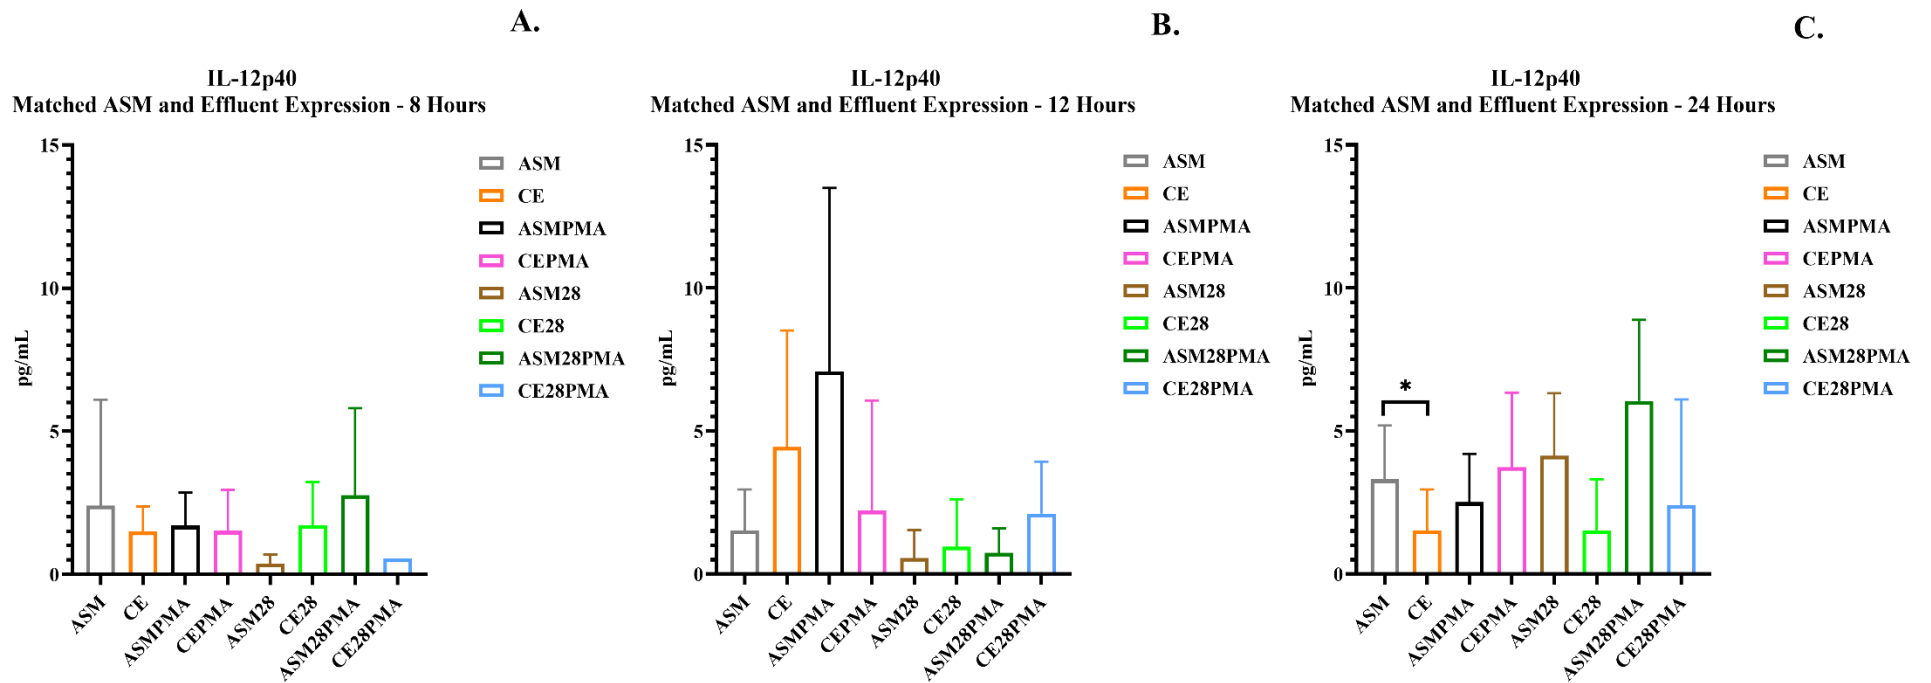 A.
IL-12p40
Matched ASM and Effluent Expression - 8 Hours
15
10
5
0
pg/mL
ASM
CE
ASMPMA
CEPMA
ASM28
CE28
ASM28PMA
CE28PMA
ASM
CE
ASMPMA
CEPMA
ASM28
CE28
ASM28PMA
CE28PMA
B.
IL-12p40
Matched ASM and Effluent Expression - 12 Hours
15
10
5
0
pg/mL
ASM
CE
ASMPMA
CEPMA
ASM28
CE28
ASM28PMA
CE28PMA
ASM
CE
ASMPMA
CEPMA
ASM28
CE28
ASM28PMA
CE28PMA
C.
IL-12p40
Matched ASM and Effluent Expression - 24 Hours
15
10
5
0
pg/mL
*
ASM
CE
ASMPMA
CEPMA
ASM28
CE28
ASM28PMA
CE28PMA
ASM
CE
ASMPMA
CEPMA
ASM28
CE28
ASM28PMA
CE28PMA